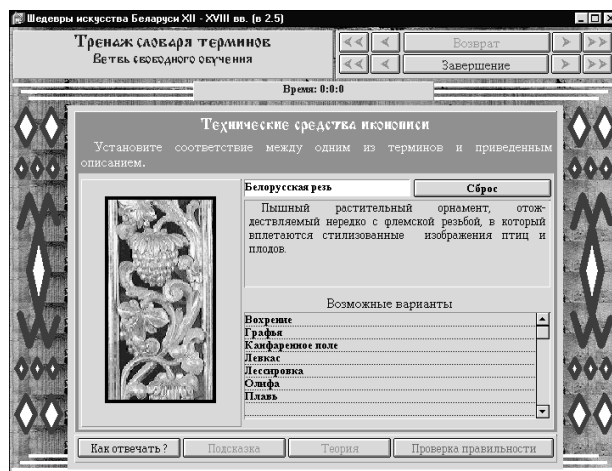 Шедевры искусства Беларуси XII - XVIII вв. (в 2.5)
Тренаж словаря терминов
Ветвь свободного обучения
<< < Возврат > >>
<< < Завершение > >>
Время: 0:0:0
Технические средства иконописи
Установите соответствие между одним из терминов и приведенным
описанием.
Белорусская резь
Сброс
Пышный растительный орнамент, отож-
дествляемый нередко с флемской резьбой, в который
вплетаются стилизованные изображения птиц и
плодов.
Возможные варианты
Вохрение
Графья
Канфаренное поле
Левкас
Лессировка
Олифа
Плавь
Как отвечать ?
Подсказка
Теория
Проверка правильности